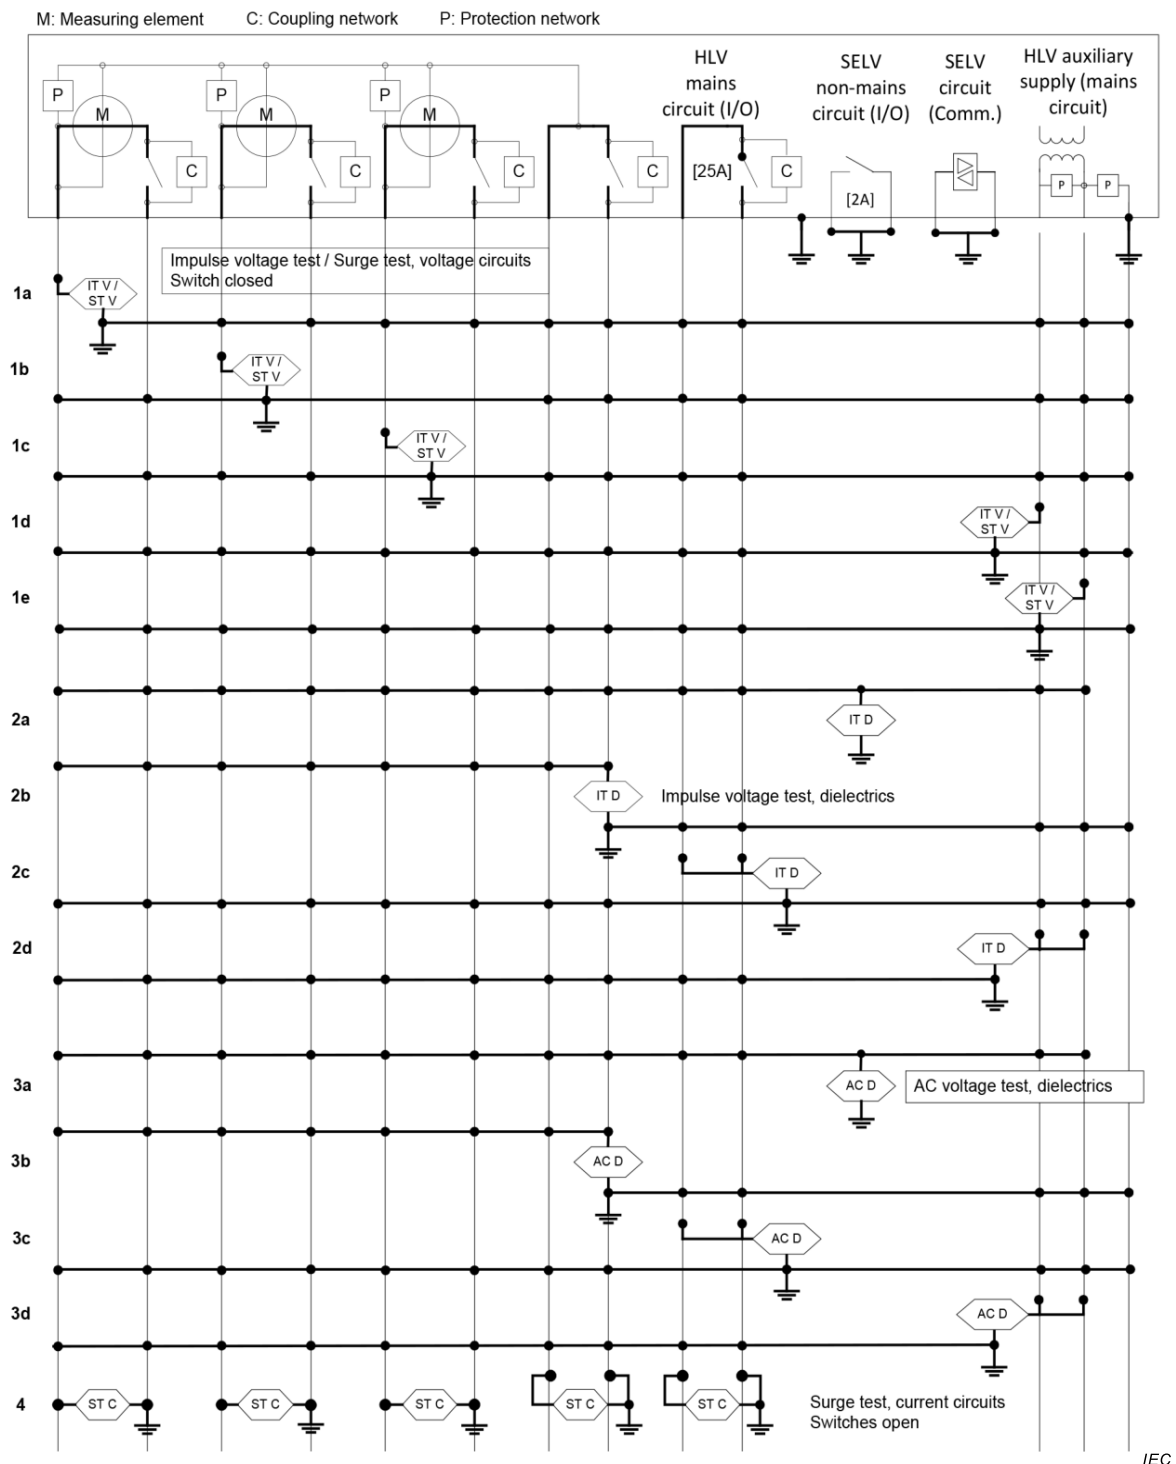 M: Measuring element C: Coupling network P: Protection network
HLV
mains
circuit (I/O)
SELV
non-mains
circuit (I/O)
SELV
circuit
(Comm.)
HLV auxiliary
supply (mains
circuit)
P
M
C
P
M
C
P
M
C
C
[25A]
C
[2A]
P
P
Impulse voltage test / Surge test, voltage circuits
Switch closed
1a
IT V /
ST V
1b
IT V /
ST V
1c
IT V /
ST V
1d
IT V /
ST V
1e
IT V /
ST V
2a
IT D
2b
IT D
Impulse voltage test, dielectrics
2c
IT D
2d
IT D
3a
AC D
AC voltage test, dielectrics
3b
AC D
3c
AC D
3d
AC D
4
ST C
ST C
ST C
ST C
ST C
Surge test, current circuits
Switches open
IEC